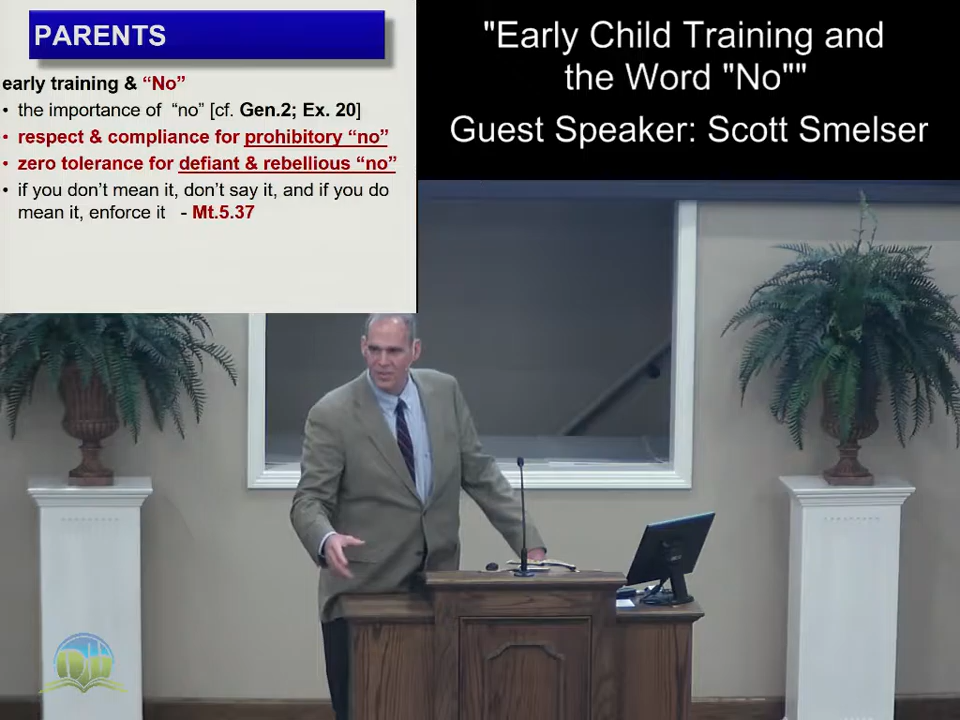 PARENTS
early training & “No”
• the importance of “no” [cf. Gen.2; Ex. 20]
• respect & compliance for prohibitory “no”
• zero tolerance for defiant & rebellious “no”
• if you don’t mean it, don’t say it, and if you do
mean it, enforce it - Mt.5.37
"Early Child Training and
the Word "No""
Guest Speaker: Scott Smelser